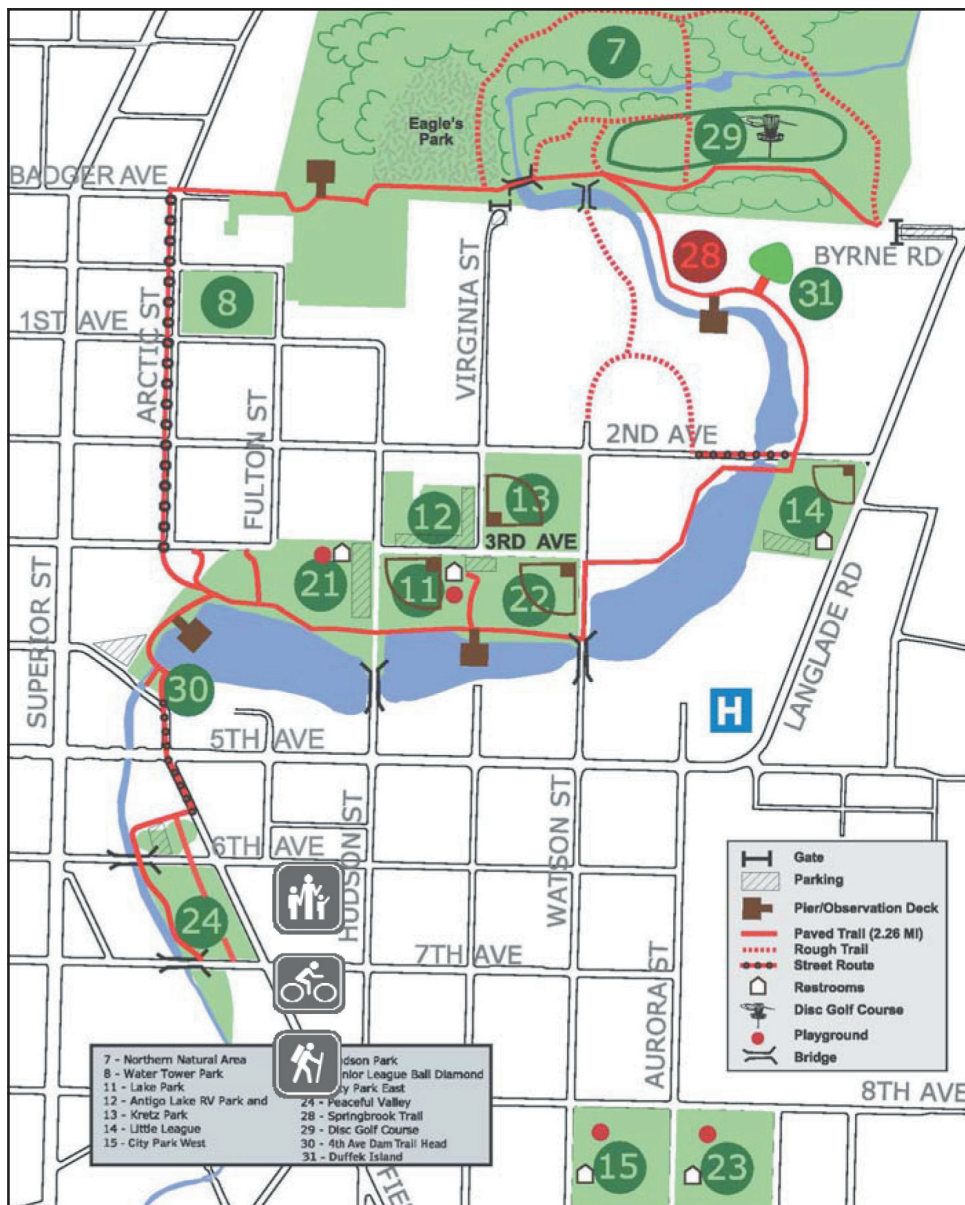 7
Eagle's
Park
29
BADGER AVE
BYRNE RD
28
31
8
1ST AVE
ARCTIC ST
VIRGINIA ST
FULTON ST
2ND AVE
12
13
14
3RD AVE
21
11
22
SUPERIOR ST
LANGLADE RD
30
H
5TH AVE
6TH AVE
HUDSON ST
WATSON ST
24
7TH AVE
AURORA ST
Gate
Parking
Pier/Observation Deck
Paved Trail (2.26 MI)
Rough Trail
Street Route
Restrooms
Disc Golf Course
Playground
Bridge
8TH AVE
7 - Northern Natural Area
8 - Water Tower Park
11 - Lake Park
12 - Antigo Lake RV Park and
13 - Kretz Park
14 - Little League
15 - City Park West
Park
League Ball Diamond
Park East
24 - Peaceful Valley
28 - Springbrook Trail
29 - Disc Golf Course
30 - 4th Ave Dam Trail Head
31 - Duffek Island
15
23